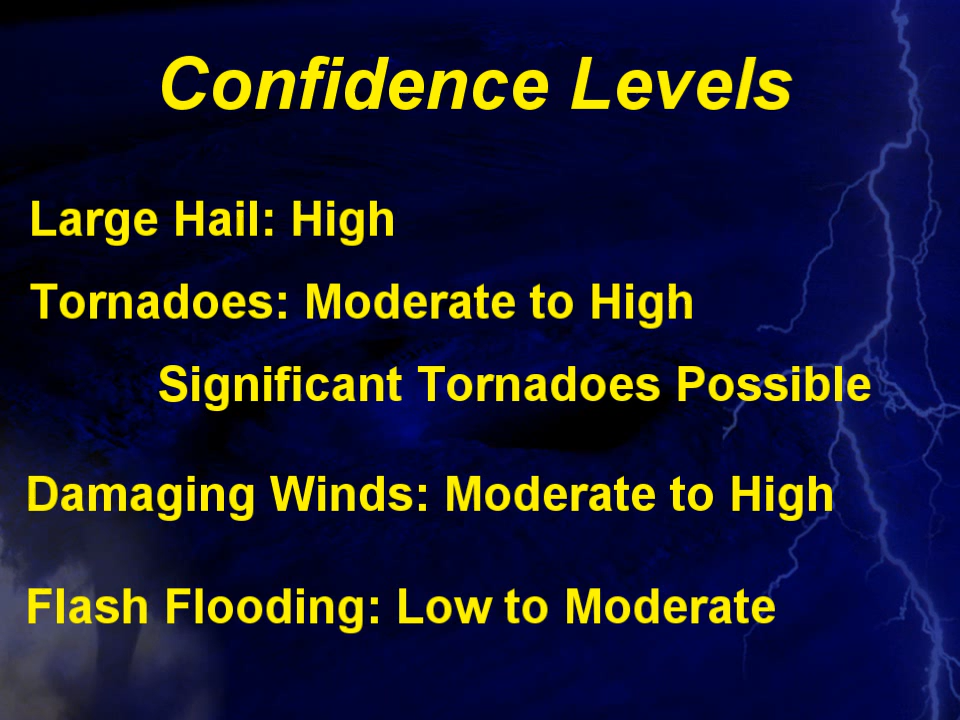 Confidence Levels
Large Hail: High
Tornadoes: Moderate to High
Significant Tornadoes Possible
Damaging Winds: Moderate to High
Flash Flooding: Low to Moderate